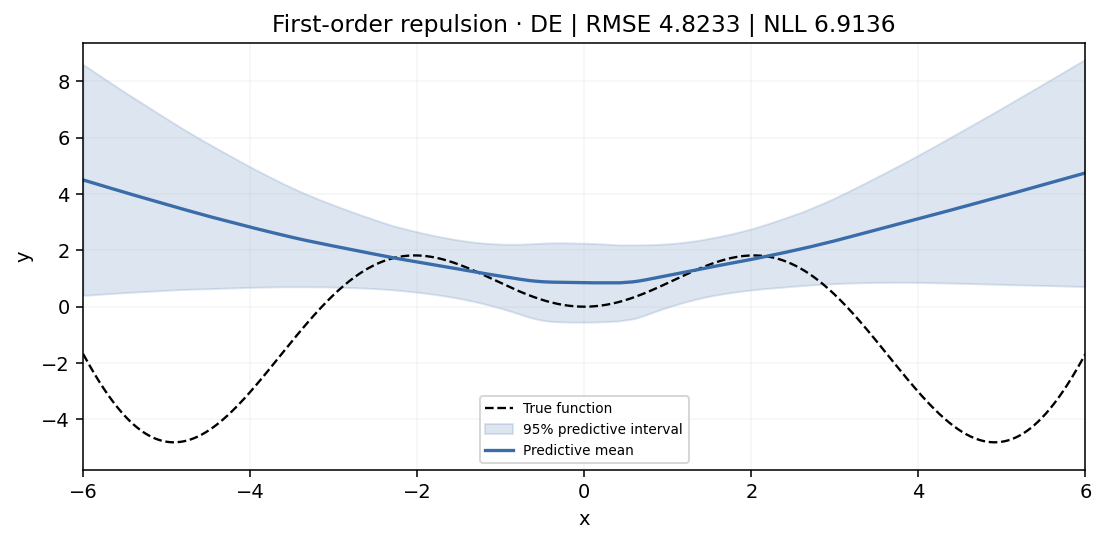 First-order repulsion · DE | RMSE 4.8233 | NLL 6.9136
y
8
6
4
2
0
−2
−4
True function
95% predictive interval
Predictive mean
−6
−4
−2
0
2
4
6
x